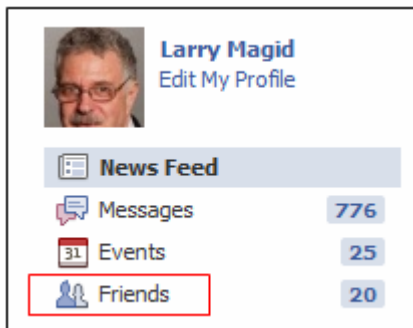 Larry Magid
Edit My Profile
News Feed
Messages 776
31 Events 25
Friends 20